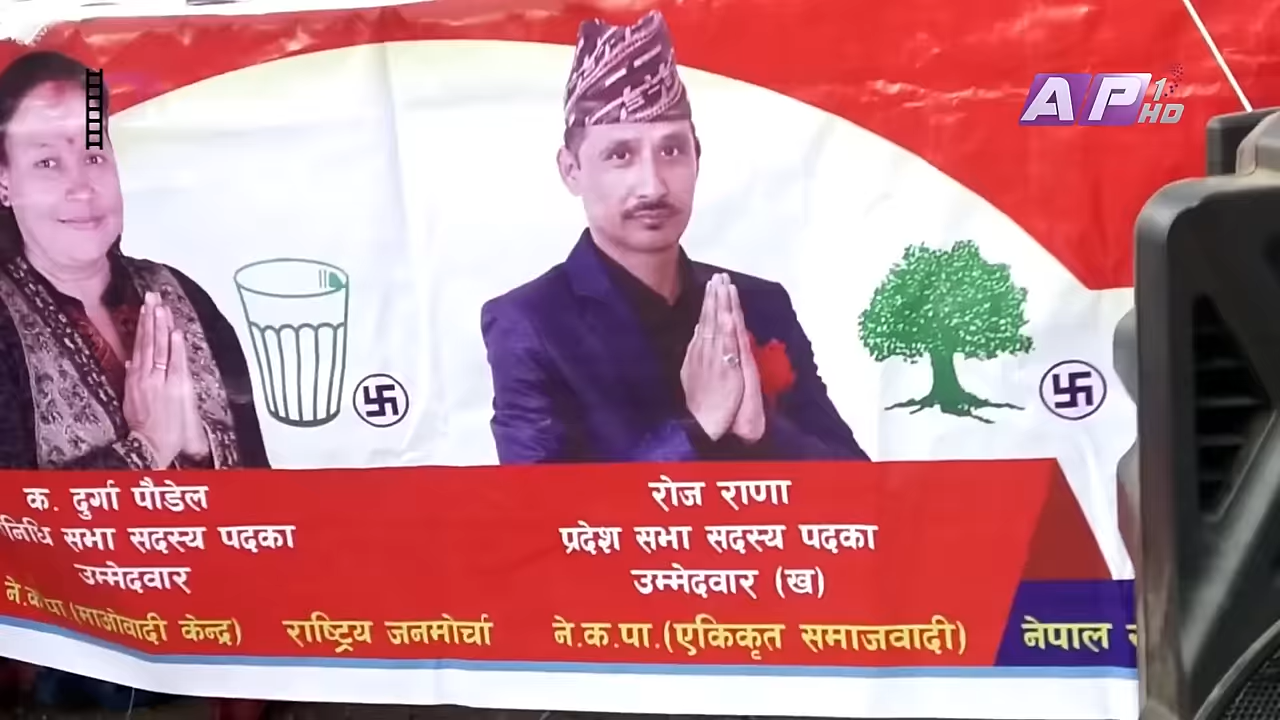 AP1 HD
क. दुर्गा पौडेल
निधि सभा सदस्य पदका
उम्मेदवार
रोज राणा
प्रदेश सभा सदस्य पदका
उम्मेदवार (ख)
ने.क.पा.(माओवादी केन्द्र) राष्ट्रिय जनमोर्चा ने.क.पा.(एकिकृत समाजवादी) नेपाल